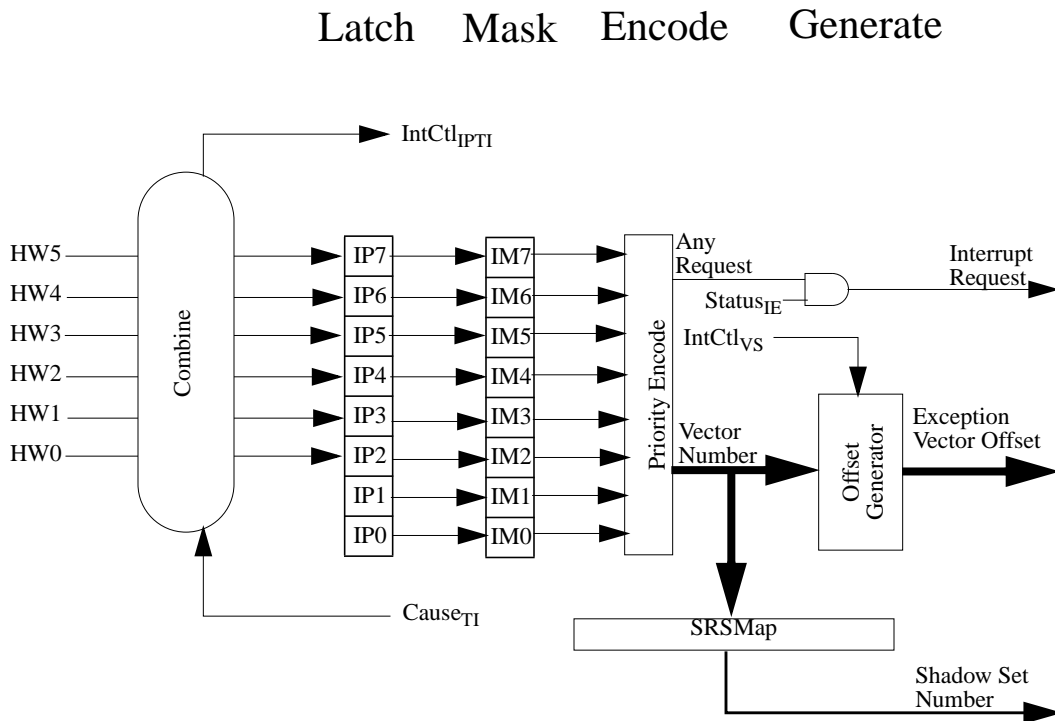 Latch Mask Encode Generate
IntCtlIPTI
HW5
HW4
HW3
HW2
HW1
HW0
Combine
IP7
IP6
IP5
IP4
IP3
IP2
IP1
IP0
IM7
IM6
IM5
IM4
IM3
IM2
IM1
IM0
Priority Encode
Any
Request
StatusIE
Interrupt
Request
IntCtlVS
Vector
Number
Offset
Generator
Exception
Vector Offset
CauseTI
SRSMap
Shadow Set
Number